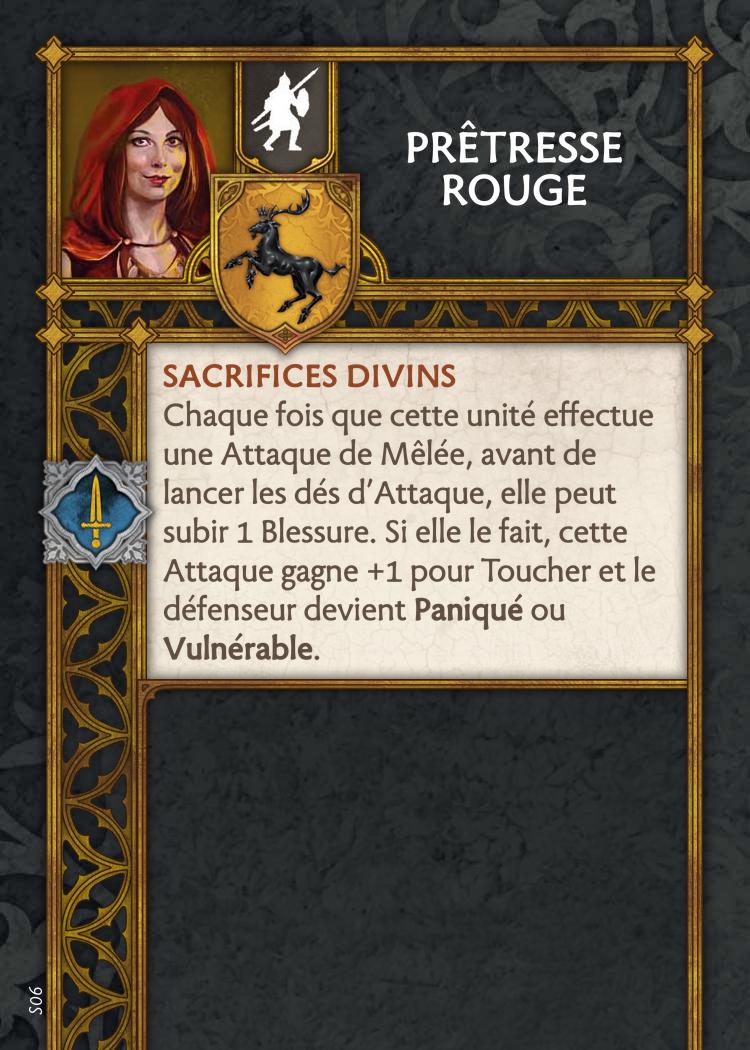 PRÊTRESSE
ROUGE
SACRIFICES DIVINS
Chaque fois que cette unité effectue
une Attaque de Mêlée, avant de
lancer les dés d’Attaque, elle peut
subir 1 Blessure. Si elle le fait, cette
Attaque gagne +1 pour Toucher et le
défenseur devient Paniqué ou
Vulnérable.
S06